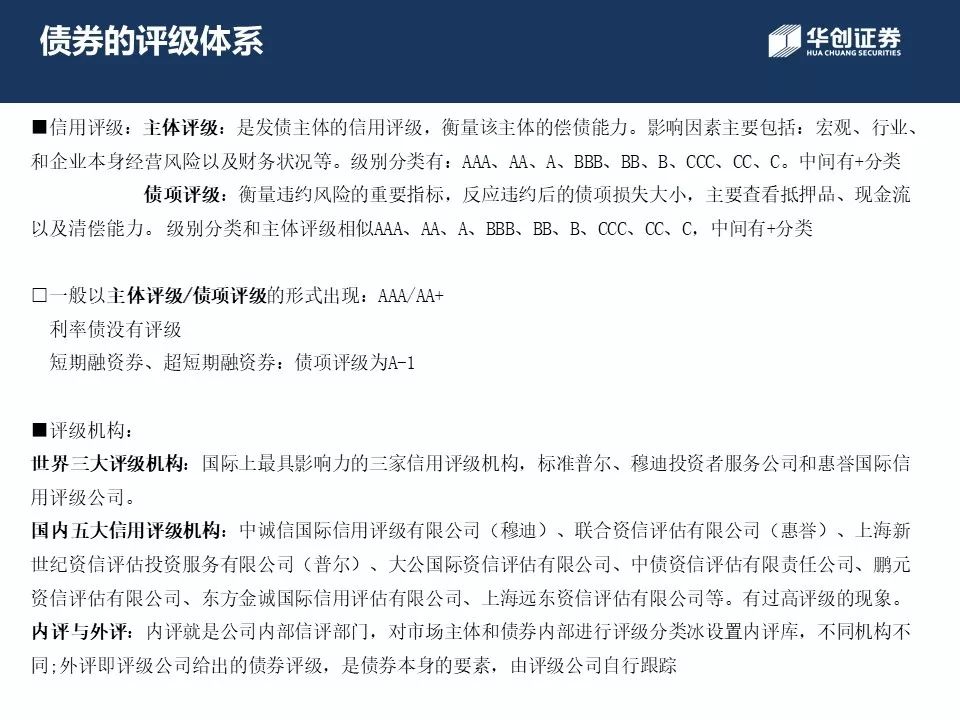 债券的评级体系
华创证券
HUA CHUANG SECURITIES
■信用评级：主体评级：是发债主体的信用评级，衡量该主体的偿债能力。影响因素主要包括：宏观、行业、
和企业本身经营风险以及财务状况等。级别分类有：AAA、AA、A、BBB、BB、B、CCC、CC、C。中间有+分类
债项评级：衡量违约风险的重要指标，反应违约后的债项损失大小，主要查看抵押品、现金流
以及清偿能力。 级别分类和主体评级相似AAA、AA、A、BBB、BB、B、CCC、CC、C，中间有+分类
□一般以主体评级/债项评级的形式出现：AAA/AA+
利率债没有评级
短期融资券、超短期融资券：债项评级为A-1
■评级机构：
世界三大评级机构：国际上最具影响力的三家信用评级机构，标准普尔、穆迪投资者服务公司和惠誉国际信
用评级公司。
国内五大信用评级机构：中诚信国际信用评级有限公司（穆迪）、联合资信评估有限公司（惠誉）、上海新
世纪资信评估投资服务有限公司（普尔）、大公国际资信评估有限公司、中债资信评估有限责任公司、鹏元
资信评估有限公司、东方金诚国际信用评估有限公司、上海远东资信评估有限公司等。有过高评级的现象。
内评与外评：内评就是公司内部信评部门，对市场主体和债券内部进行评级分类冰设置内评库，不同机构不
同;外评即评级公司给出的债券评级，是债券本身的要素，由评级公司自行跟踪